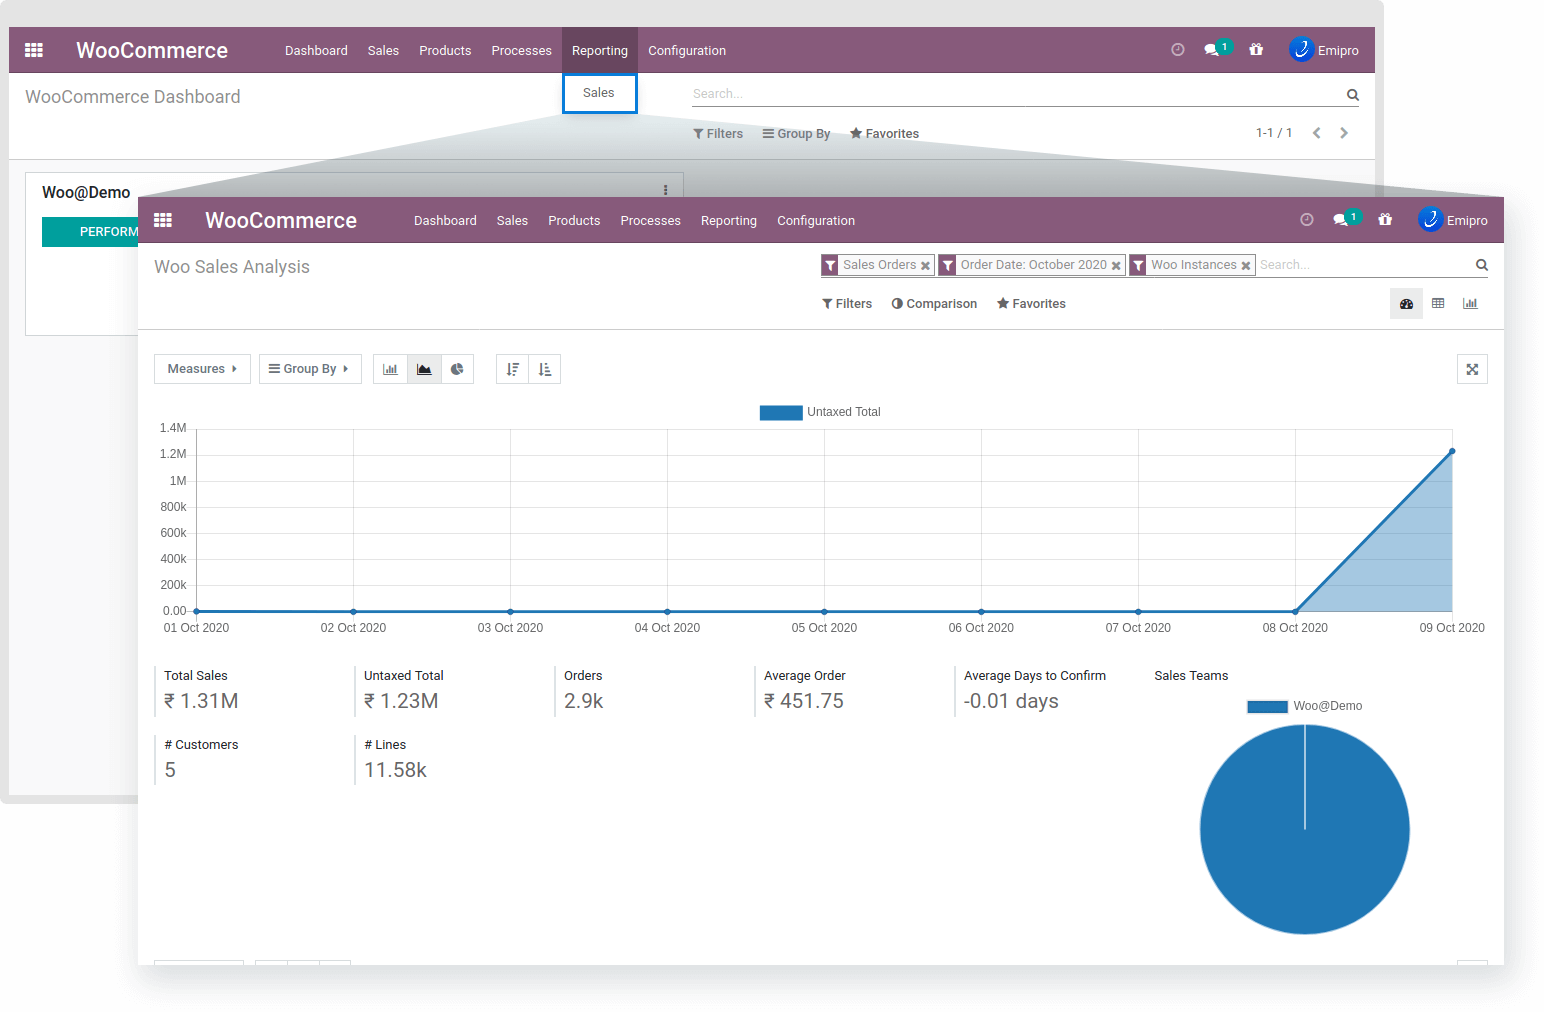 WooCommerce Dashboard Sales Products Processes Reporting Configuration 1 Emipro
WooCommerce Dashboard
Sales
Search...
Filters Group By Favorites 1-1 / 1
Woo@Demo
PERFORM
WooCommerce Dashboard Sales Products Processes Reporting Configuration 1 Emipro
Woo Sales Analysis
Sales Orders Order Date: October 2020 Woo Instances Search...
Filters Comparison Favorites
Measures Group By
Untaxed Total
1.4M
1.2M
1M
800k
600k
400k
200k
0.00
01 Oct 2020 02 Oct 2020 03 Oct 2020 04 Oct 2020 05 Oct 2020 06 Oct 2020 07 Oct 2020 08 Oct 2020 09 Oct 2020
Total Sales Untaxed Total Orders Average Order Average Days to Confirm Sales Teams
₹ 1.31M ₹ 1.23M 2.9k ₹ 451.75 -0.01 days
Woo@Demo
# Customers # Lines
5 11.58k